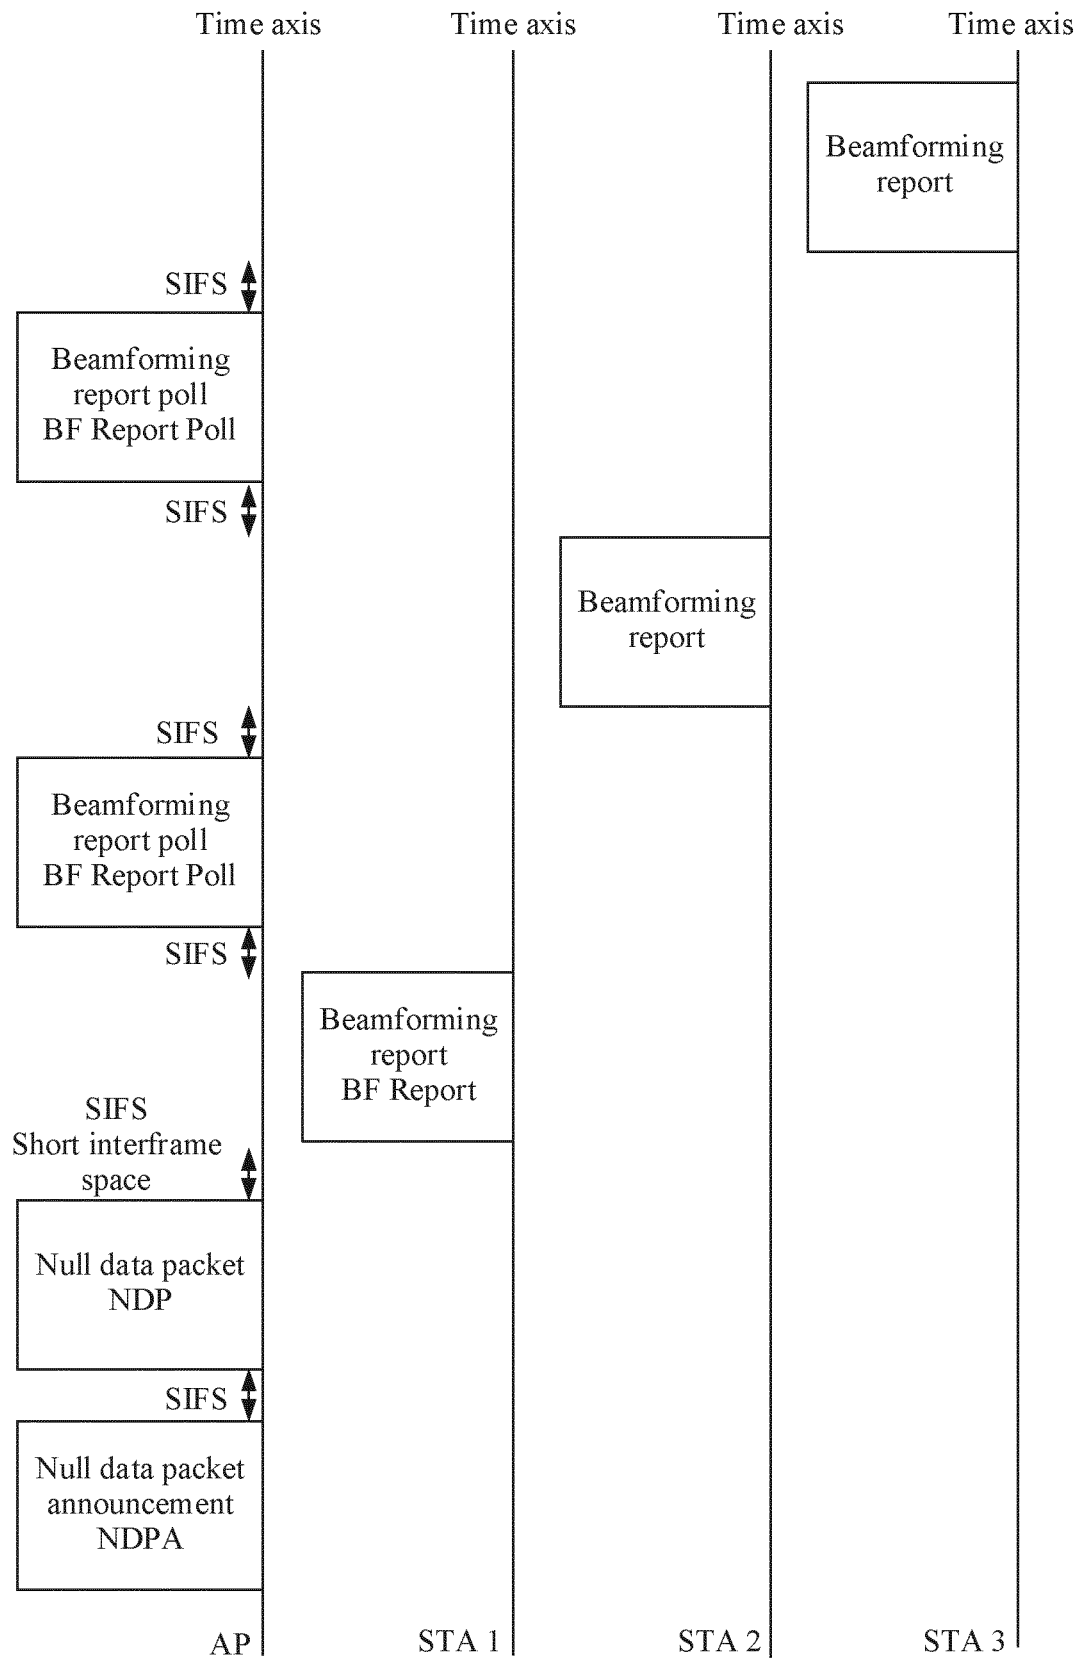 Time axis
Time axis
Time axis
Time axis
Beamforming
report
SIFS
Beamforming
report poll
BF Report Poll
SIFS
Beamforming
report
SIFS
Beamforming
report poll
BF Report Poll
SIFS
Beamforming
report
BF Report
SIFS
Short interframe
space
Null data packet
NDP
SIFS
Null data packet
announcement
NDPA
AP
STA 1
STA 2
STA 3